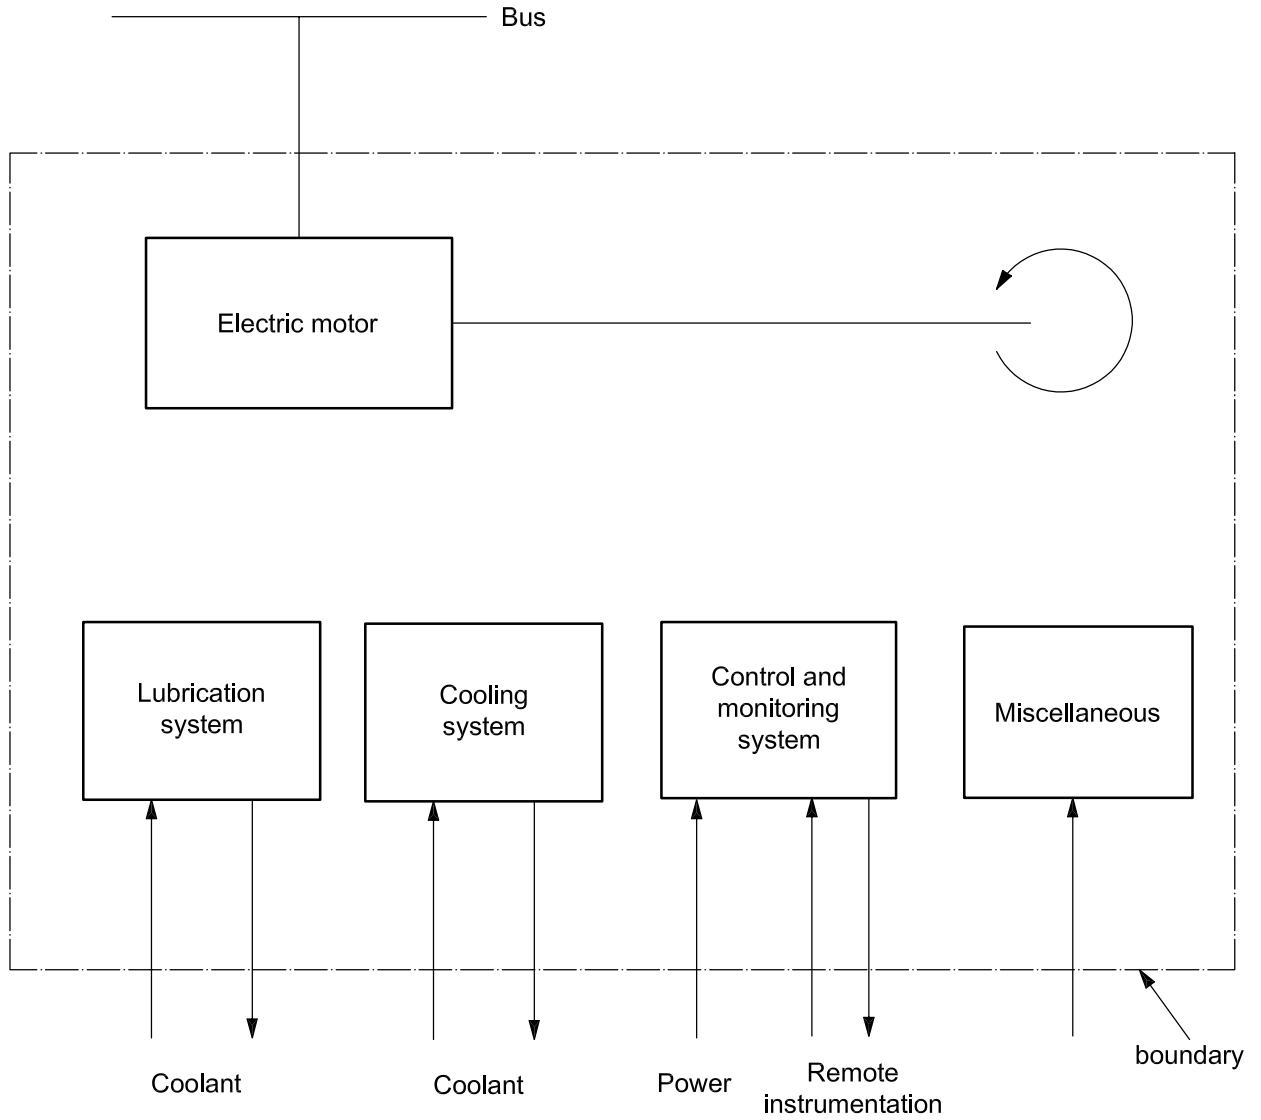 Bus
Electric motor
Lubrication
system
Cooling
system
Control and
monitoring
system
Miscellaneous
Coolant
Coolant
Power
Remote
instrumentation
boundary